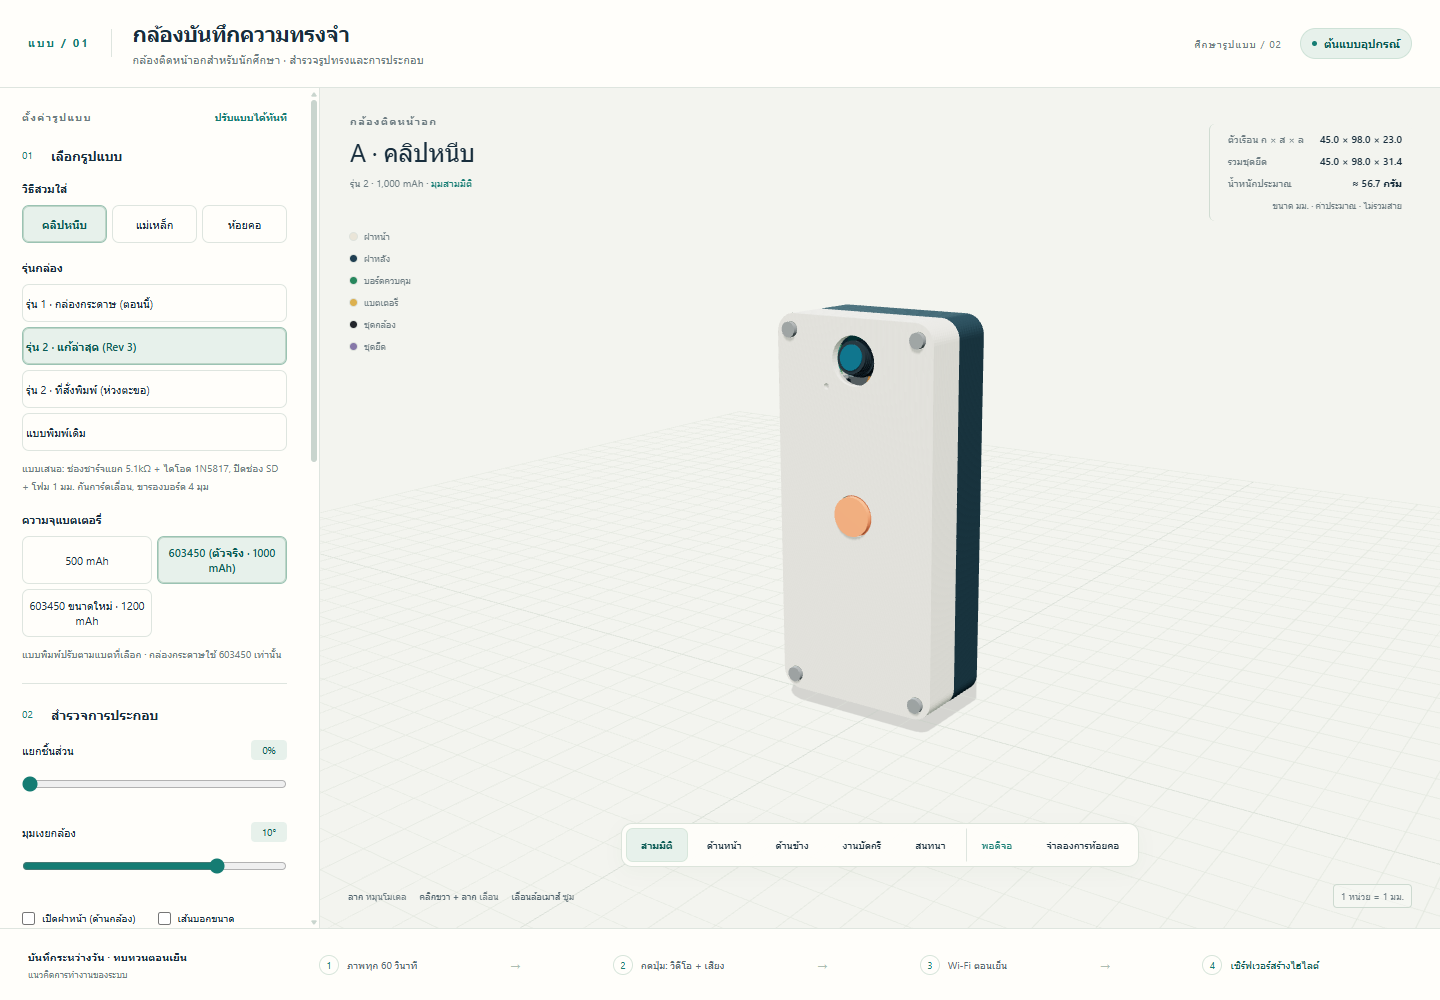 แบบ / 01
กล้องบันทึกความทรงจำ
กล้องติดหน้าอกสำหรับนักศึกษา · สำรวจรูปทรงและการประกอบ
ศึกษารูปแบบ / 02
ต้นแบบอุปกรณ์
ตั้งค่ารูปแบบ
ปรับแบบได้ทันที
01 เลือกรูปแบบ
วิธีสวมใส่
คลิปหนีบ
แม่เหล็ก
ห้อยคอ
รุ่นกล่อง
รุ่น 1 · กล่องกระดาษ (ตอนนี้)
รุ่น 2 · แก้ล่าสุด (Rev 3)
รุ่น 2 · ที่สั่งพิมพ์ (ห่วงตะขอ)
แบบพิมพ์เดิม
แบบเสนอ: ช่องชาร์จแยก 5.1kΩ + ไดโอด 1N5817, ปิดช่อง SD
+ โฟม 1 มม. กันการ์ดเลื่อน, ขารองบอร์ด 4 มุม
ความจุแบตเตอรี่
500 mAh
603450 (ตัวจริง · 1000
mAh)
603450 ขนาดใหม่ · 1200
mAh
แบบพิมพ์ปรับตามแบตที่เลือก · กล่องกระดาษใช้ 603450 เท่านั้น
02 สำรวจการประกอบ
แยกชิ้นส่วน
0%
มุมเงยกล้อง
10°
เปิดฝาหน้า (ด้านกล้อง)
เส้นบอกขนาด
กล้องติดหน้าอก
A · คลิปหนีบ
รุ่น 2 · 1,000 mAh · มุมสามมิติ
ฝาหน้า
ฝาหลัง
บอร์ดควบคุม
แบตเตอรี่
ชุดกล้อง
ชุดยึด
ตัวเรือน ก × ส × ล 45.0 × 98.0 × 23.0
รวมชุดยึด 45.0 × 98.0 × 31.4
น้ำหนักประมาณ ≈ 56.7 กรัม
ขนาด มม. · ค่าประมาณ · ไม่รวมสาย
สามมิติ
ด้านหน้า
ด้านข้าง
งานบัดกรี
สนทนา
พอดีจอ
จำลองการห้อยคอ
ลาก หมุนโมเดล คลิกขวา + ลาก เลื่อน เลื่อนล้อเมาส์ ซูม
1 หน่วย = 1 มม.
บันทึกระหว่างวัน · ทบทวนตอนเย็น
แนวคิดการทำงานของระบบ
1 ภาพทุก 60 วินาที
→
2 กดปุ่ม: วิดีโอ + เสียง
→
3 Wi-Fi ตอนเย็น
→
4 เซิร์ฟเวอร์สร้างไฮไลต์